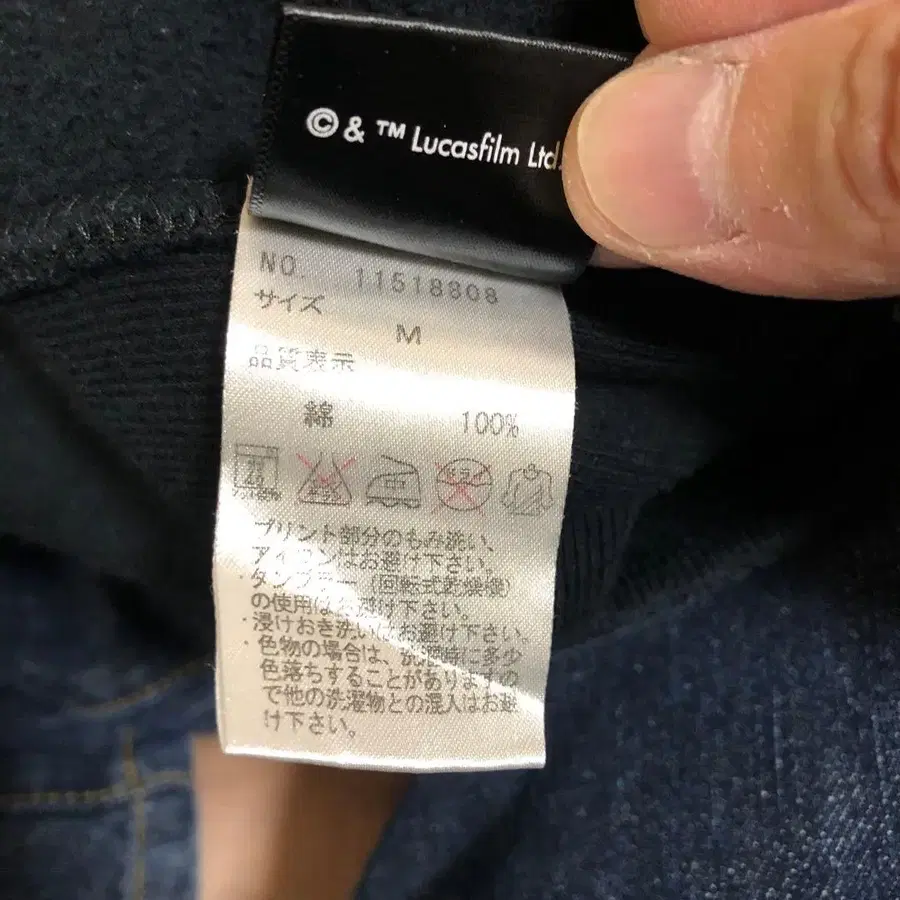 © & ™ Lucasfilm Ltd.
NO. 11518808
サイズ
M
品質表示
綿 100%
プリント部分のもみ洗い、
アイロンはお避け下さい。
・タンブラー(回転式乾燥機)
の使用はお避け下さい。
・浸けおき洗いはお避け下さい。
・色物の場合は、洗濯時に多少
色落ちすることがありますの
で他の洗濯物との混入はお避
け下さい。